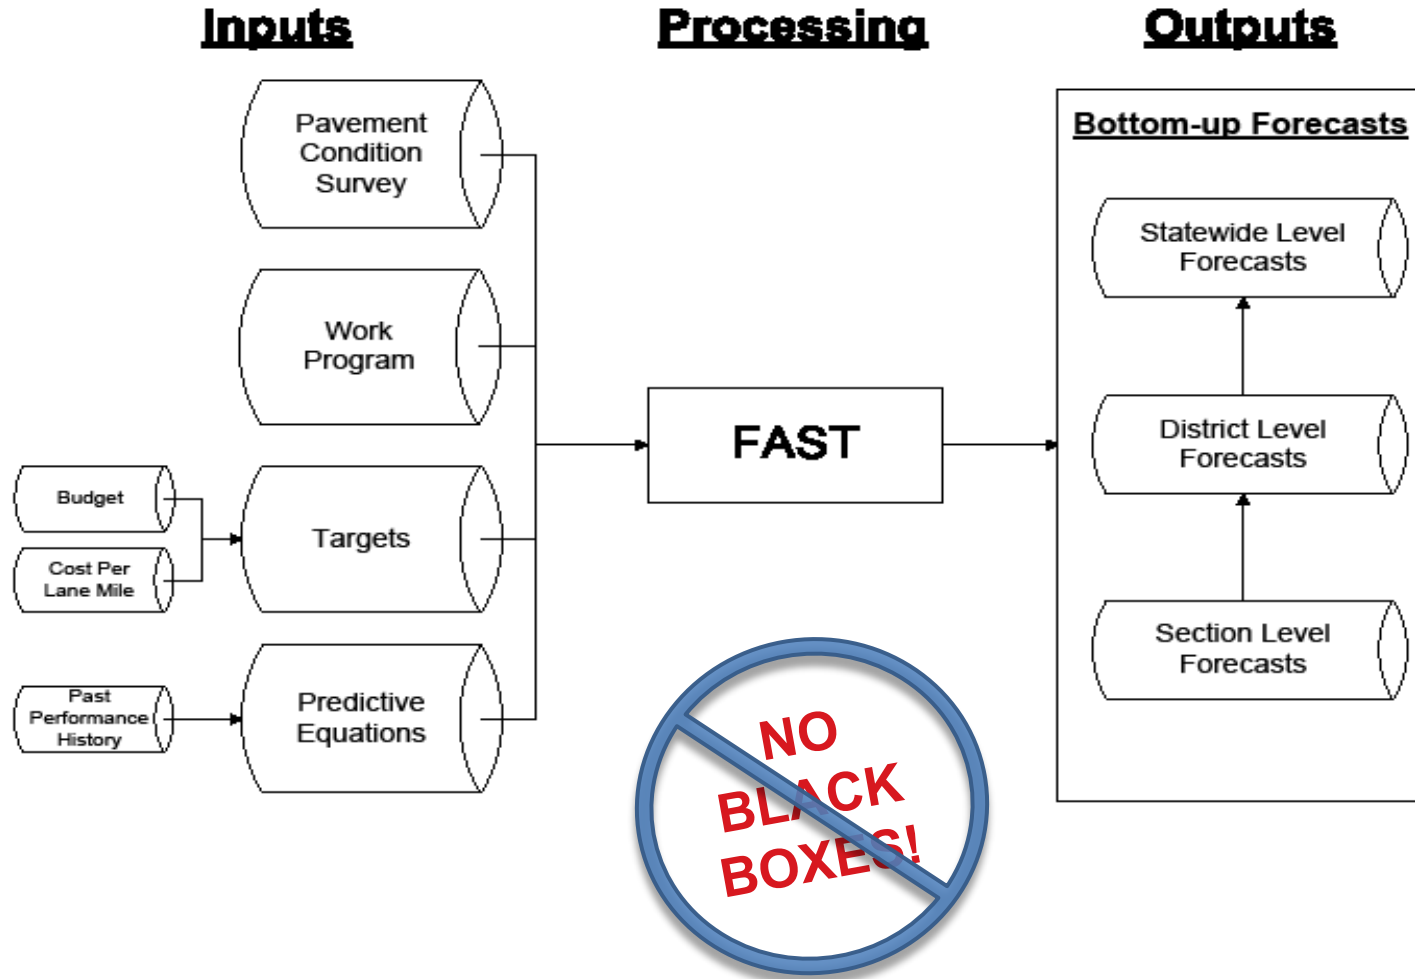 Inputs
Processing
Outputs
Pavement
Condition
Survey
Work
Program
Budget
Cost Per
Lane Mile
Targets
Past
Performance
History
Predictive
Equations
FAST
NO
BLACK
BOXES!
Bottom-up Forecasts
Statewide Level
Forecasts
District Level
Forecasts
Section Level
Forecasts